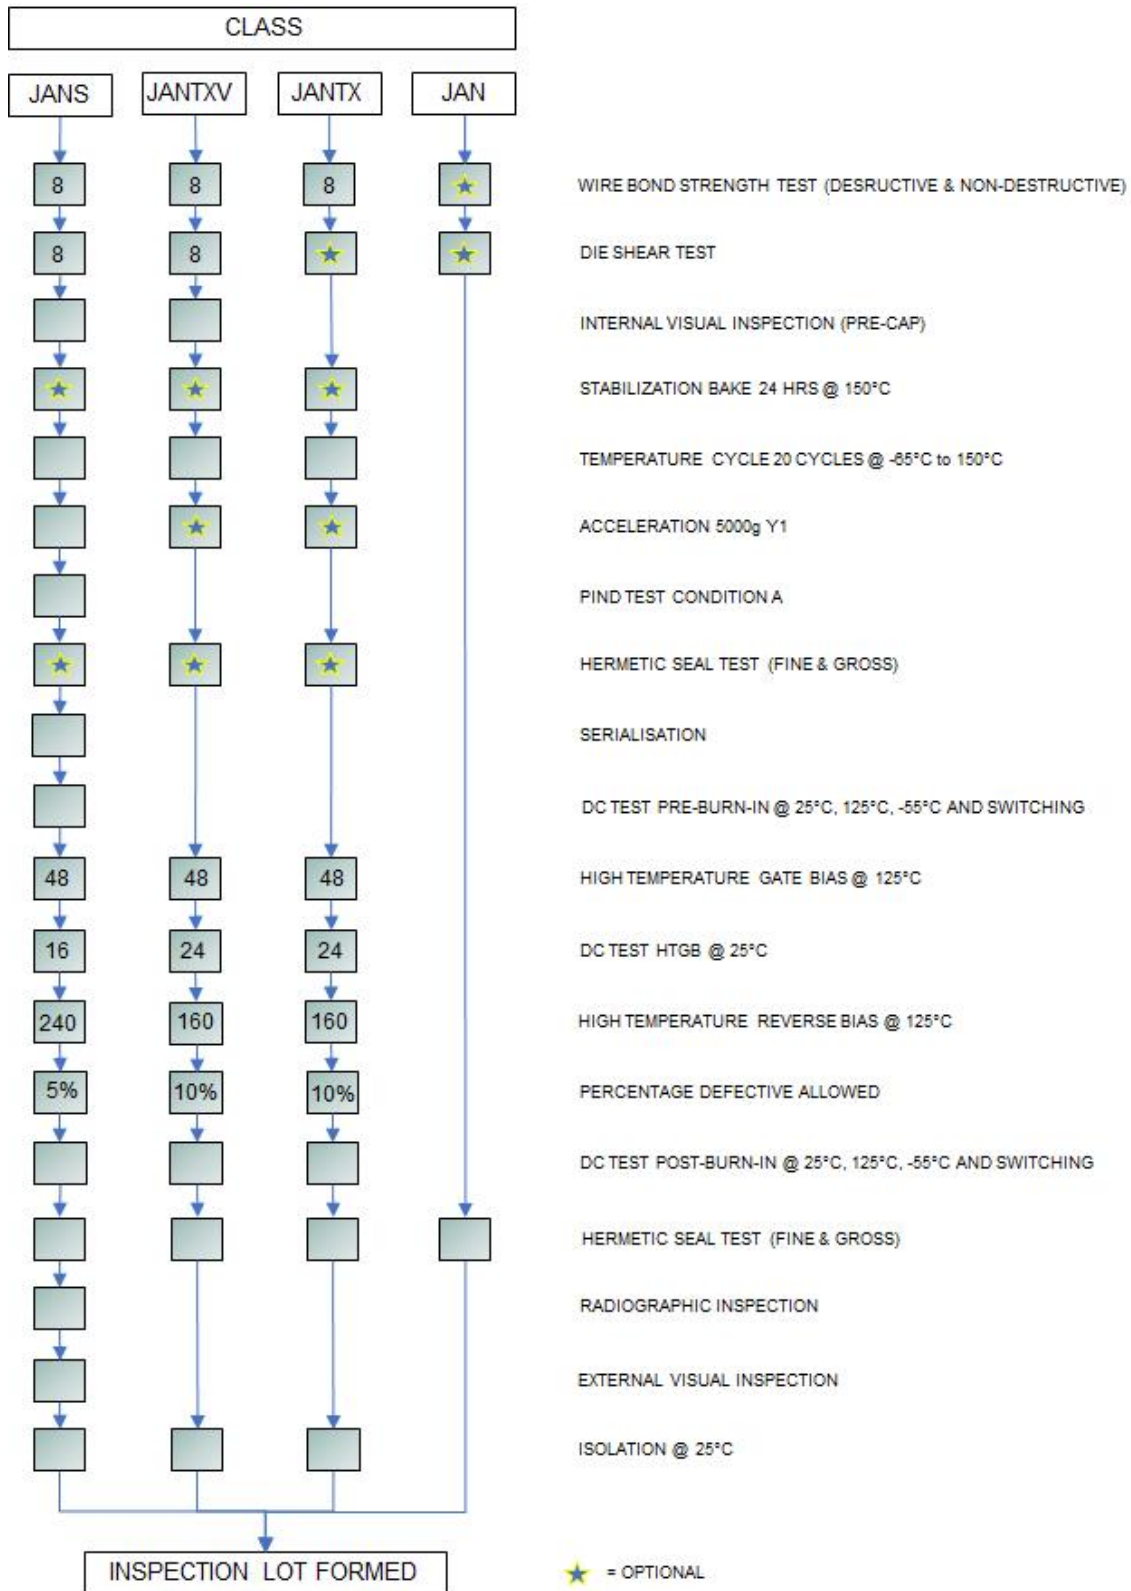 CLASS
JANS JANTXV JANTX JAN
8 8 8 WIRE BOND STRENGTH TEST (DESRUCTIVE & NON-DESTRUCTIVE)
8 8 DIE SHEAR TEST
INTERNAL VISUAL INSPECTION (PRE-CAP)
STABILIZATION BAKE 24 HRS @ 150°C
TEMPERATURE CYCLE 20 CYCLES @ -65°C to 150°C
ACCELERATION 5000g Y1
PIND TEST CONDITION A
HERMETIC SEAL TEST (FINE & GROSS)
SERIALISATION
DC TEST PRE-BURN-IN @ 25°C, 125°C, -55°C AND SWITCHING
48 48 48 HIGH TEMPERATURE GATE BIAS @ 125°C
16 24 24 DC TEST HTGB @ 25°C
240 160 160 HIGH TEMPERATURE REVERSE BIAS @ 125°C
5% 10% 10% PERCENTAGE DEFECTIVE ALLOWED
DC TEST POST-BURN-IN @ 25°C, 125°C, -55°C AND SWITCHING
HERMETIC SEAL TEST (FINE & GROSS)
RADIOGRAPHIC INSPECTION
EXTERNAL VISUAL INSPECTION
ISOLATION @ 25°C
INSPECTION LOT FORMED = OPTIONAL